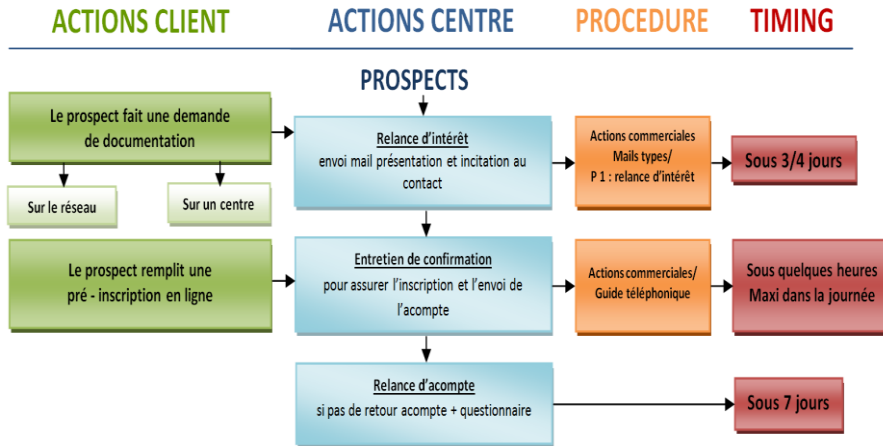 ACTIONS CLIENT
ACTIONS CENTRE
PROCEDURE
TIMING
PROSPECTS
Le prospect fait une demande
de documentation
Sur le réseau
Sur un centre
Relance d’intérêt
envoi mail présentation et incitation au
contact
Actions commerciales
Mails types/
P 1 : relance d’intérêt
Sous 3/4 jours
Le prospect remplit une
pré - inscription en ligne
Entretien de confirmation
pour assurer l’inscription et l’envoi de
l’acompte
Actions commerciales/
Guide téléphonique
Sous quelques heures
Maxi dans la journée
Relance d’acompte
si pas de retour acompte + questionnaire
Sous 7 jours